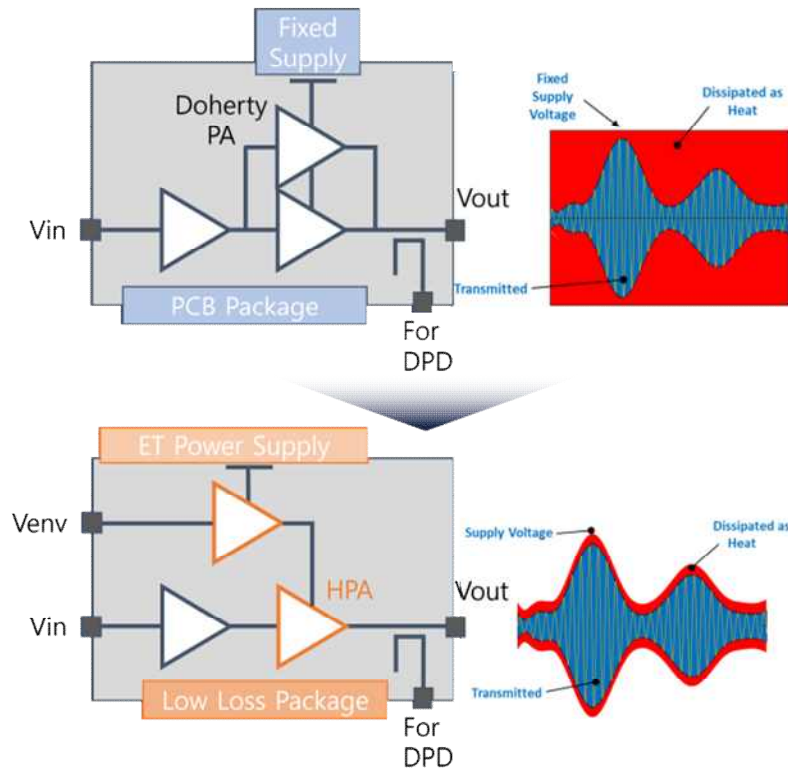 Fixed
Supply
Doherty
PA
Vin
Vout
PCB Package
For
DPD
Fixed
Supply
Voltage
Dissipated as
Heat
Transmitted
ET Power Supply
Venv
Vin
HPA
Vout
Low Loss Package
For
DPD
Supply Voltage
Dissipated as
Heat
Transmitted